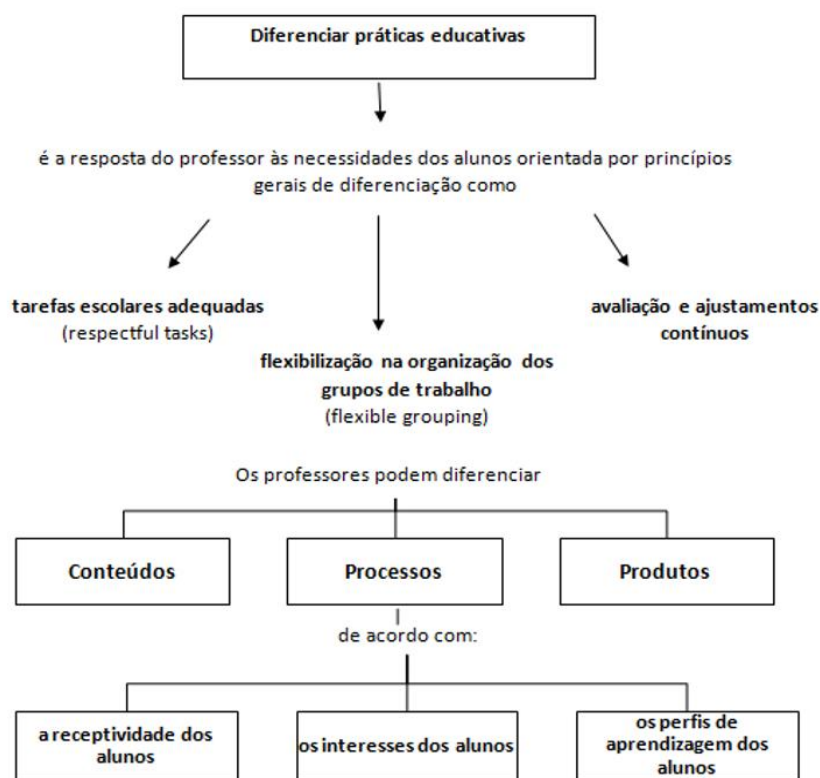 Diferenciar práticas educativas
é a resposta do professor às necessidades dos alunos orientada por princípios
gerais de diferenciação como
tarefas escolares adequadas
(respectful tasks)
avaliação e ajustamentos
contínuos
flexibilização na organização dos
grupos de trabalho
(flexible grouping)
Os professores podem diferenciar
Conteúdos
Processos
Produtos
de acordo com:
a receptividade dos
alunos
os interesses dos alunos
os perfis de
aprendizagem dos
alunos